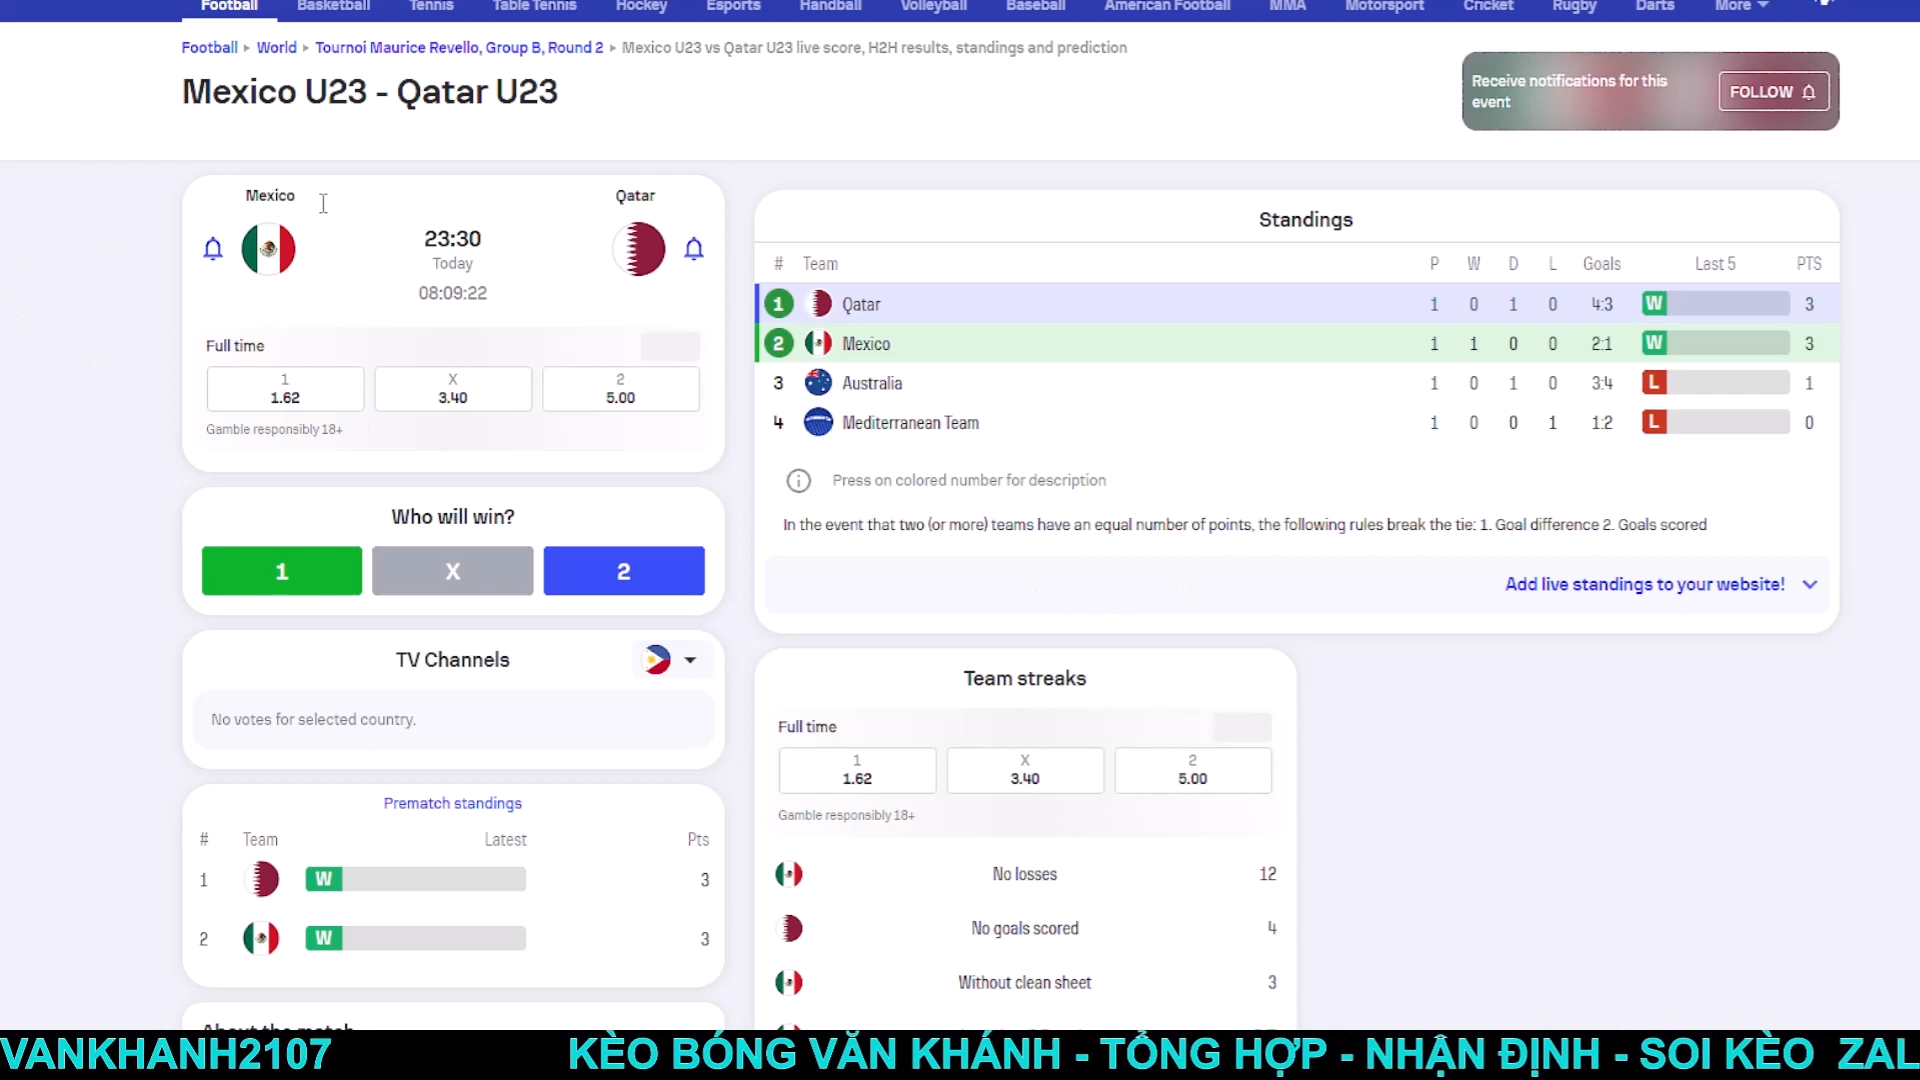 Football Basketball Tennis Table Tennis Hockey Esports Handball Volleyball Baseball American Football MMA Motorsport Cricket Rugby Darts More
Football ▸ World ▸ Tournoi Maurice Revello, Group B, Round 2 ▸ Mexico U23 vs Qatar U23 live score, H2H results, standings and prediction
Mexico U23 - Qatar U23
Receive notifications for this
event
FOLLOW
Mexico Qatar
23:30
Today
08:09:22
Full time
1 X 2
1.62 3.40 5.00
Gamble responsibly 18+
Who will win?
1 X 2
TV Channels
No votes for selected country.
Prematch standings
# Team Latest Pts
1 W 3
2 W 3
About the match
Standings
# Team P W D L Goals Last 5 PTS
1 Qatar 1 0 1 0 4:3 W 3
2 Mexico 1 1 0 0 2:1 W 3
3 Australia 1 0 1 0 3:4 L 1
4 Mediterranean Team 1 0 0 1 1:2 L 0
Press on colored number for description
In the event that two (or more) teams have an equal number of points, the following rules break the tie: 1. Goal difference 2. Goals scored
Add live standings to your website!
Team streaks
Full time
1 X 2
1.62 3.40 5.00
Gamble responsibly 18+
No losses 12
No goals scored 4
Without clean sheet 3
VANKHANH2107 KÈO BÓNG VĂN KHÁNH - TỔNG HỢP - NHẬN ĐỊNH - SOI KÈO ZAL